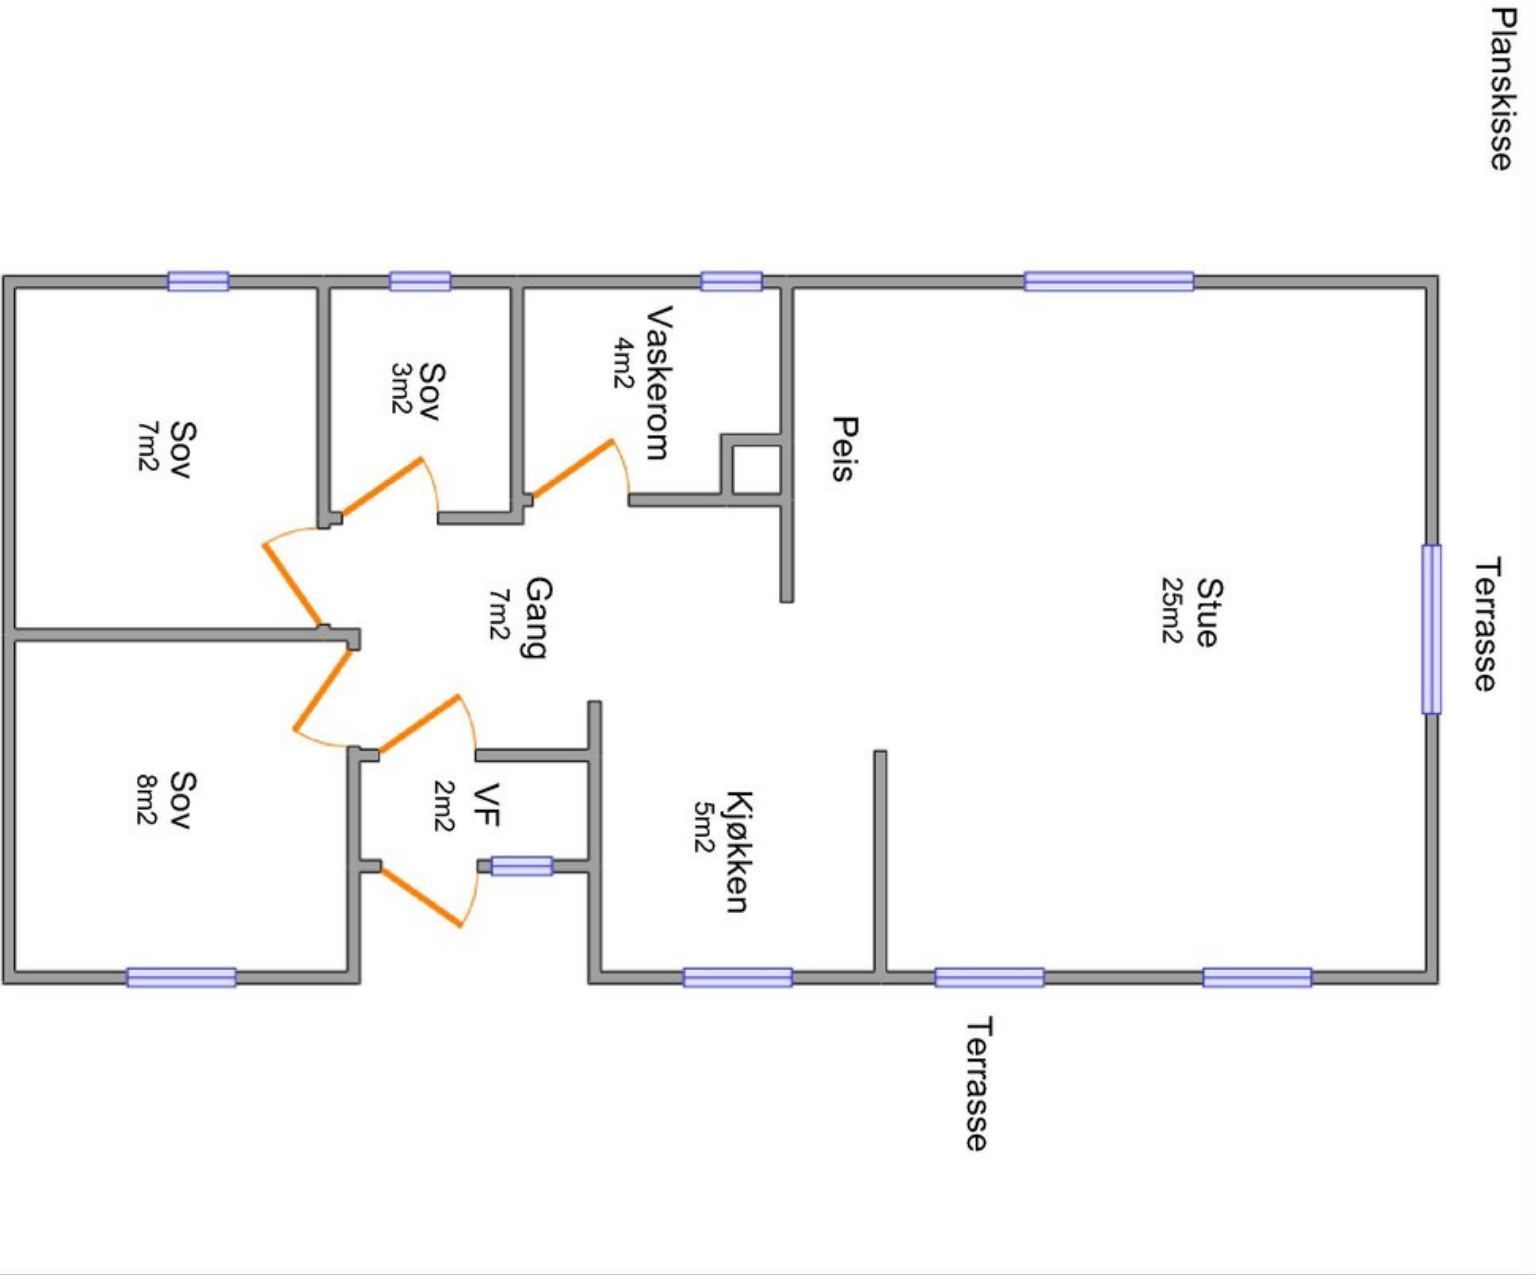 Planskisse
Terrasse
Stue
25m2
Terrasse
Peis
Kjøkken
5m2
Vaskerom
4m2
Gang
7m2
VF
2m2
Sov
3m2
Sov
7m2
Sov
8m2